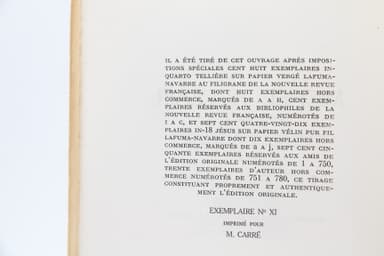 IL A ÉTÉ TIRÉ DE CET OUVRAGE APRÈS IMPOSI-
TIONS SPÉCIALES CENT HUIT EXEMPLAIRES IN-
QUARTO TELLIÈRE SUR PAPIER VERGÉ LAFUMA-
NAVARRE AU FILIGRANE DE LA NOUVELLE REVUE
FRANÇAISE, DONT HUIT EXEMPLAIRES HORS
COMMERCE, MARQUÉS DE A A H, CENT EXEM-
PLAIRES RÉSERVÉS AUX BIBLIOPHILES DE LA
NOUVELLE REVUE FRANÇAISE, NUMÉROTÉS DE
I A C, ET SEPT CENT QUATRE-VINGT-DIX EXEM-
PLAIRES IN-18 JÉSUS SUR PAPIER VÉLIN PUR FIL
LAFUMA-NAVARRE DONT DIX EXEMPLAIRES HORS
COMMERCE, MARQUÉS DE a A j, SEPT CENT CIN-
QUANTE EXEMPLAIRES RÉSERVÉS AUX AMIS DE
L'ÉDITION ORIGINALE NUMÉROTÉS DE 1 A 750,
TRENTE EXEMPLAIRES D'AUTEUR HORS COM-
MERCE NUMÉROTÉS DE 751 A 780, CE TIRAGE
CONSTITUANT PROPREMENT ET AUTHENTIQUE-
MENT L'ÉDITION ORIGINALE.
EXEMPLAIRE Nº XI
IMPRIMÉ POUR
M. CARRÉ